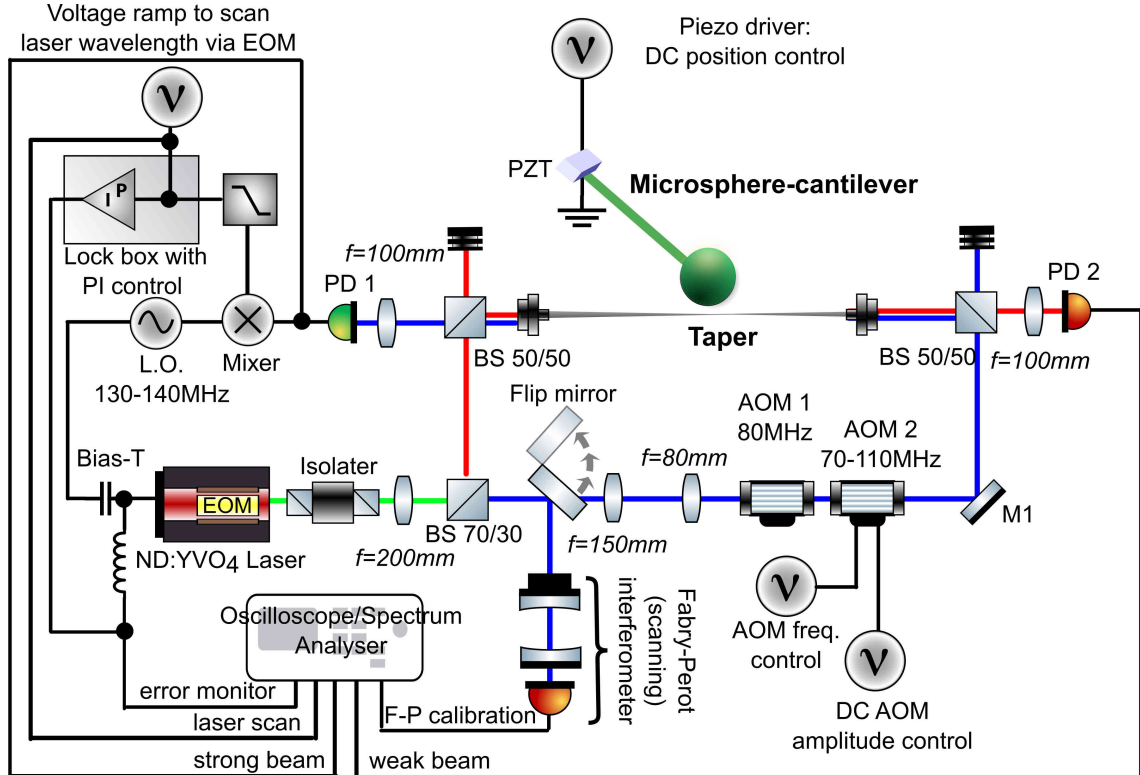 Voltage ramp to scan
laser wavelength via EOM
V
Piezo driver:
DC position control
V
PZT
Microsphere-cantilever
I P
Lock box with
PI control
f=100mm
PD 1
PD 2
Taper
BS 50/50
BS 50/50
f=100mm
L.O.
130-140MHz
Mixer
Flip mirror
AOM 1
80MHz
AOM 2
70-110MHz
Bias-T
Isolater
f=80mm
EOM
BS 70/30
f=150mm
M1
ND:YVO4 Laser
f=200mm
Fabry-Perot
(scanning)
interferometer
V
AOM freq.
control
V
DC AOM
amplitude control
Oscilloscope/Spectrum
Analyser
error monitor
laser scan
F-P calibration
strong beam
weak beam